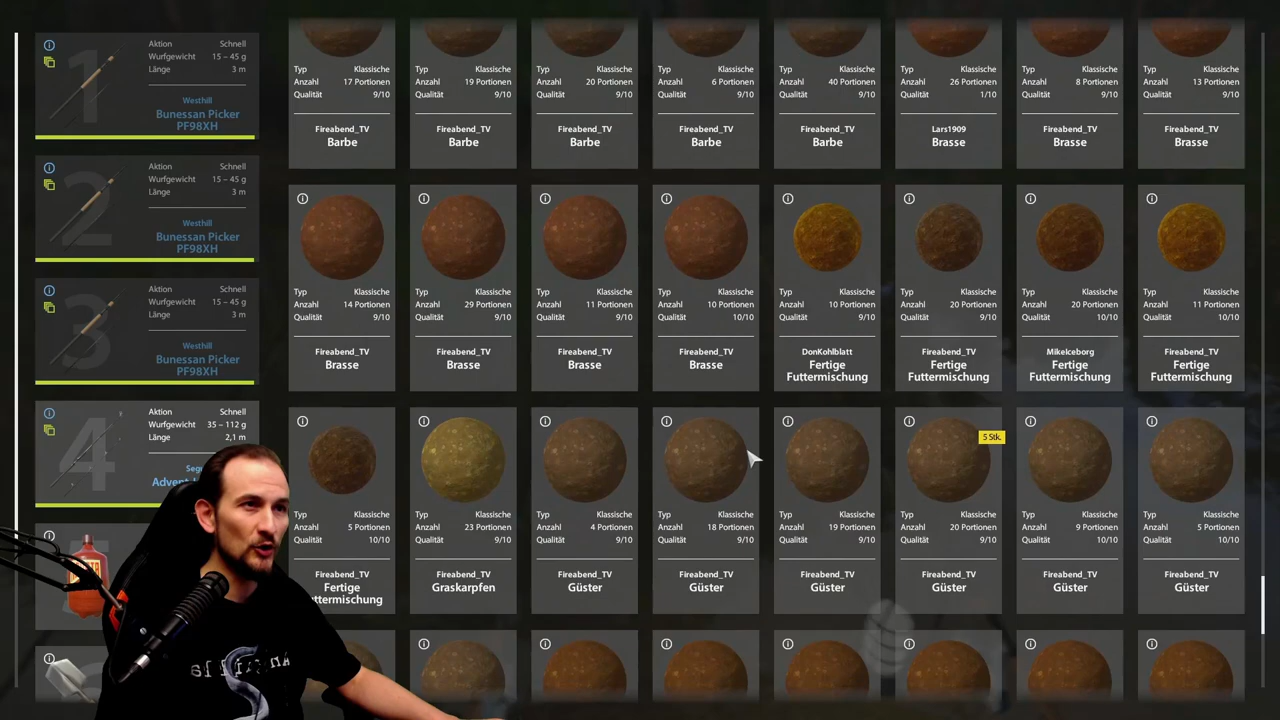 1
Aktion Schnell
Wurfgewicht 15 – 45 g
Länge 3 m
Westhill
Bunessan Picker
PF98XH
2
Aktion Schnell
Wurfgewicht 15 – 45 g
Länge 3 m
Westhill
Bunessan Picker
PF98XH
3
Aktion Schnell
Wurfgewicht 15 – 45 g
Länge 3 m
Westhill
Bunessan Picker
PF98XH
4
Aktion Schnell
Wurfgewicht 35 – 112 g
Länge 2,1 m
Typ Klassische
Anzahl 17 Portionen
Qualität 9/10
Fireabend_TV
Barbe
Typ Klassische
Anzahl 19 Portionen
Qualität 9/10
Fireabend_TV
Barbe
Typ Klassische
Anzahl 20 Portionen
Qualität 9/10
Fireabend_TV
Barbe
Typ Klassische
Anzahl 6 Portionen
Qualität 9/10
Fireabend_TV
Barbe
Typ Klassische
Anzahl 40 Portionen
Qualität 9/10
Fireabend_TV
Barbe
Typ Klassische
Anzahl 26 Portionen
Qualität 1/10
Lars1909
Brasse
Typ Klassische
Anzahl 8 Portionen
Qualität 9/10
Fireabend_TV
Brasse
Typ Klassische
Anzahl 13 Portionen
Qualität 9/10
Fireabend_TV
Brasse
Typ Klassische
Anzahl 14 Portionen
Qualität 9/10
Fireabend_TV
Brasse
Typ Klassische
Anzahl 29 Portionen
Qualität 9/10
Fireabend_TV
Brasse
Typ Klassische
Anzahl 11 Portionen
Qualität 9/10
Fireabend_TV
Brasse
Typ Klassische
Anzahl 10 Portionen
Qualität 10/10
Fireabend_TV
Brasse
Typ Klassische
Anzahl 10 Portionen
Qualität 9/10
DonKohlblatt
Fertige
Futtermischung
Typ Klassische
Anzahl 20 Portionen
Qualität 9/10
Fireabend_TV
Fertige
Futtermischung
Typ Klassische
Anzahl 20 Portionen
Qualität 10/10
MikeIceborg
Fertige
Futtermischung
Typ Klassische
Anzahl 11 Portionen
Qualität 10/10
Fireabend_TV
Fertige
Futtermischung
Typ Klassische
Anzahl 5 Portionen
Qualität 10/10
Fireabend_TV
Fertige
uttermischung
Typ Klassische
Anzahl 23 Portionen
Qualität 9/10
Fireabend_TV
Graskarpfen
Typ Klassische
Anzahl 4 Portionen
Qualität 9/10
Fireabend_TV
Güster
Typ Klassische
Anzahl 18 Portionen
Qualität 9/10
Fireabend_TV
Güster
Typ Klassische
Anzahl 19 Portionen
Qualität 9/10
Fireabend_TV
Güster
5 Stk.
Typ Klassische
Anzahl 20 Portionen
Qualität 9/10
Fireabend_TV
Güster
Typ Klassische
Anzahl 9 Portionen
Qualität 10/10
Fireabend_TV
Güster
Typ Klassische
Anzahl 5 Portionen
Qualität 10/10
Fireabend_TV
Güster